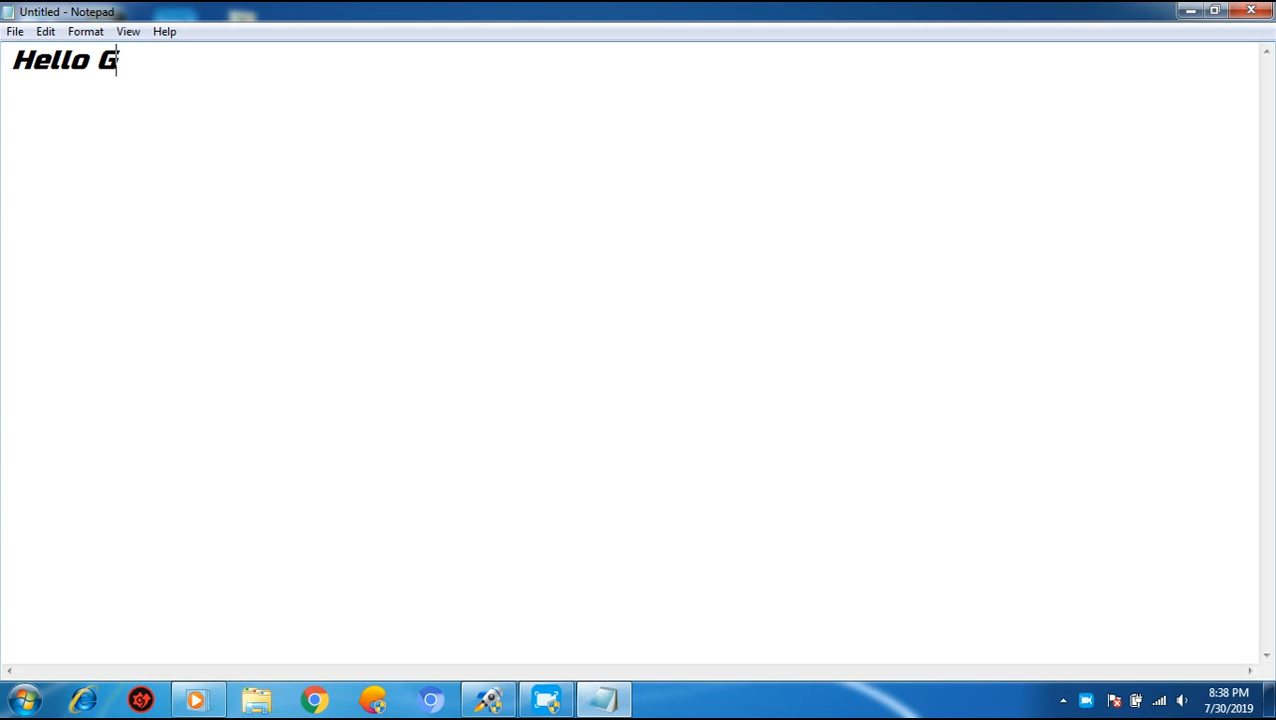 Untitled - Notepad
File Edit Format View Help
Hello G
8:38 PM
7/30/2019